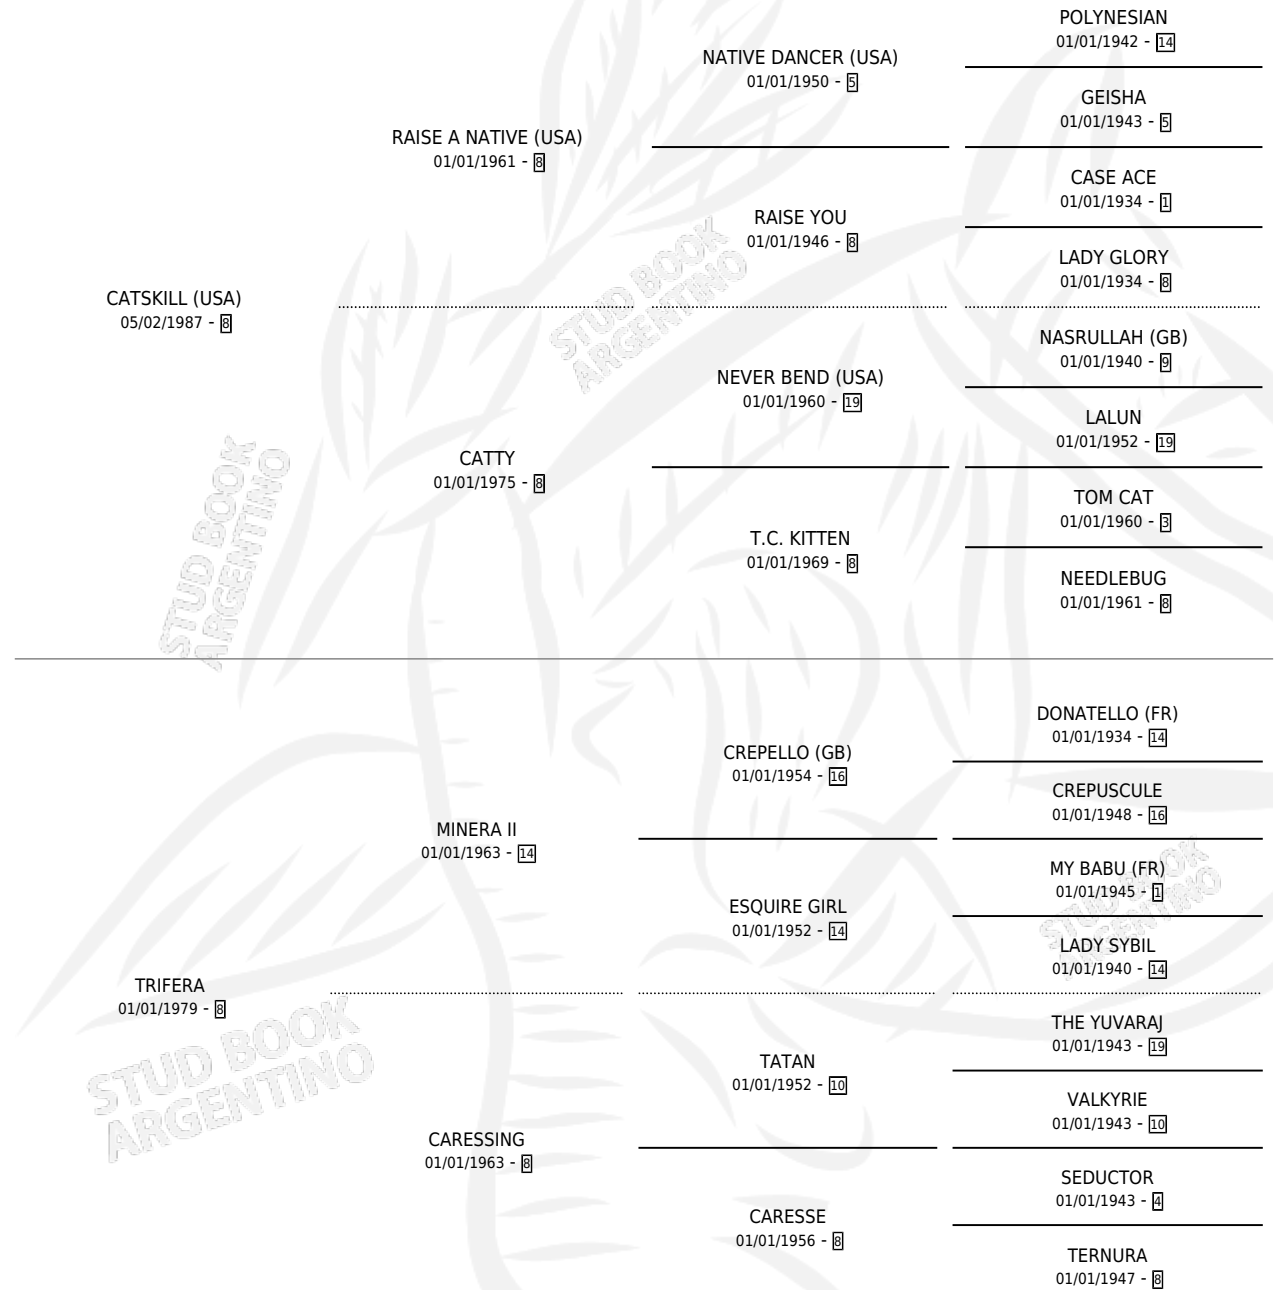 POLYNESIAN
01/01/1942 - 14
NATIVE DANCER (USA)
01/01/1950 - 5
GEISHA
01/01/1943 - 5
RAISE A NATIVE (USA)
01/01/1961 - 8
CASE ACE
01/01/1934 - 1
RAISE YOU
01/01/1946 - 8
LADY GLORY
01/01/1934 - 8
CATSKILL (USA)
05/02/1987 - 8
NASRULLAH (GB)
01/01/1940 - 9
NEVER BEND (USA)
01/01/1960 - 19
LALUN
01/01/1952 - 19
CATTY
01/01/1975 - 8
TOM CAT
01/01/1960 - 3
T.C. KITTEN
01/01/1969 - 8
NEEDLEBUG
01/01/1961 - 8
DONATELLO (FR)
01/01/1934 - 14
CREPELLO (GB)
01/01/1954 - 16
CREPUSCULE
01/01/1948 - 16
MINERA II
01/01/1963 - 14
MY BABU (FR)
01/01/1945 - 1
ESQUIRE GIRL
01/01/1952 - 14
LADY SYBIL
01/01/1940 - 14
TRIFERA
01/01/1979 - 8
THE YUVARAJ
01/01/1943 - 19
TATAN
01/01/1952 - 10
VALKYRIE
01/01/1943 - 10
CARESSING
01/01/1963 - 8
SEDUCTOR
01/01/1943 - 4
CARESSE
01/01/1956 - 8
TERNURA
01/01/1947 - 8
STUD BOOK
ARGENTINO
STUD BOOK
ARGENTINO
STUD BOOK
ARGENTINO
STUD BOOK
ARGENTINO